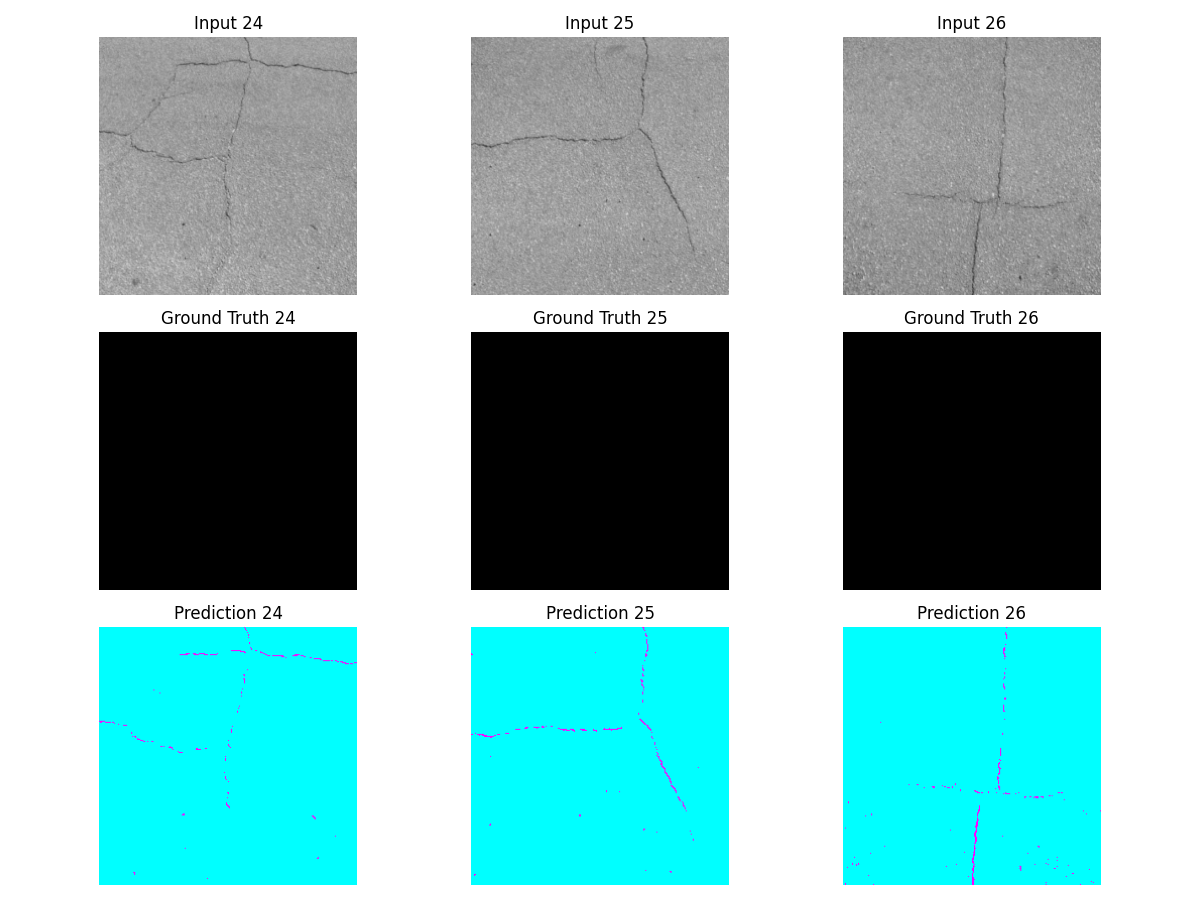 Input 24
Input 25
Input 26
Ground Truth 24
Ground Truth 25
Ground Truth 26
Prediction 24
Prediction 25
Prediction 26